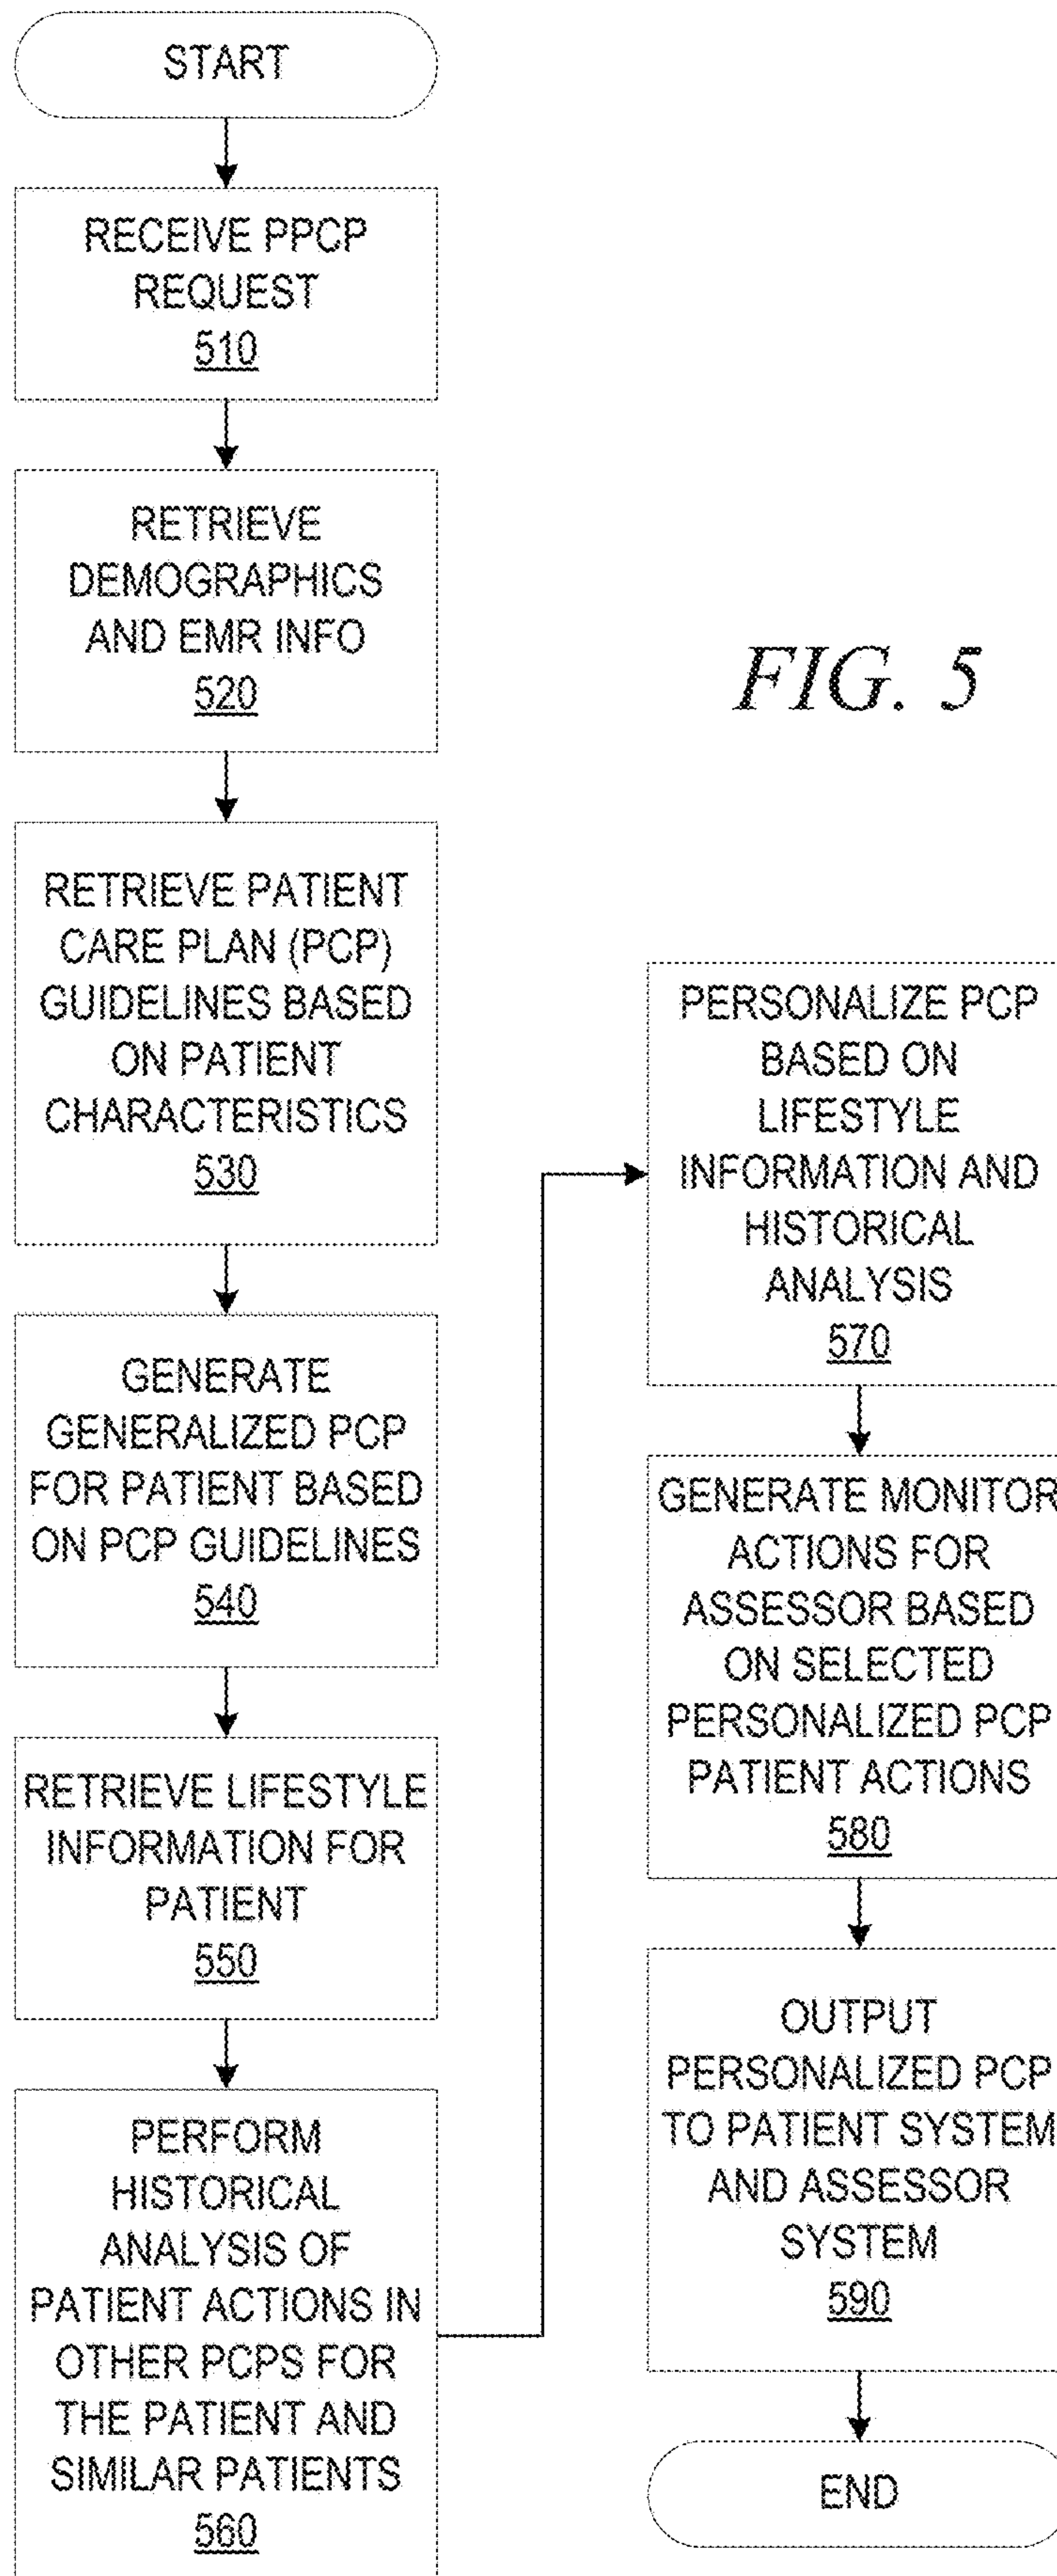 START
RECEIVE PPCP
REQUEST
510
RETRIEVE
DEMOGRAPHICS
AND EMR INFO
520
RETRIEVE PATIENT
CARE PLAN (PCP)
GUIDELINES BASED
ON PATIENT
CHARACTERISTICS
530
GENERATE
GENERALIZED PCP
FOR PATIENT BASED
ON PCP GUIDELINES
540
RETRIEVE LIFESTYLE
INFORMATION FOR
PATIENT
550
PERFORM
HISTORICAL
ANALYSIS OF
PATIENT ACTIONS IN
OTHER PCPS FOR
THE PATIENT AND
SIMILAR PATIENTS
560
FIG. 5
PERSONALIZE PCP
BASED ON
LIFESTYLE
INFORMATION AND
HISTORICAL
ANALYSIS
570
GENERATE MONITOR
ACTIONS FOR
ASSESSOR BASED
ON SELECTED
PERSONALIZED PCP
PATIENT ACTIONS
580
OUTPUT
PERSONALIZED PCP
TO PATIENT SYSTEM
AND ASSESSOR
SYSTEM
590
END